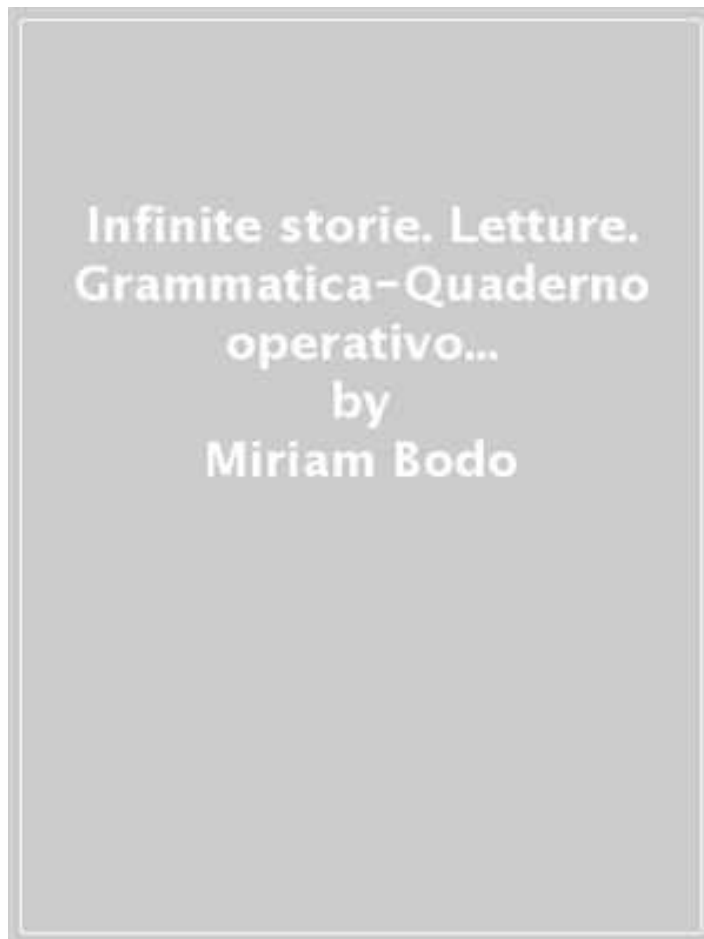 Infinite storie. Letture.
Grammatica-Quaderno
operativo...
by
Miriam Bodo